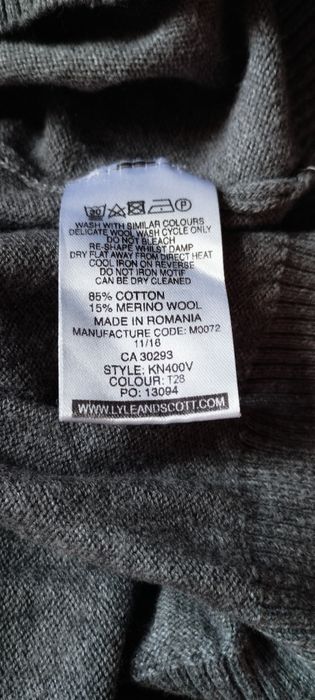 30 P
WASH WITH SIMILAR COLOURS
DELICATE WOOL WASH CYCLE ONLY
DO NOT BLEACH
RE-SHAPE WHILST DAMP
DRY FLAT AWAY FROM DIRECT HEAT
COOL IRON ON REVERSE
DO NOT IRON MOTIF
CAN BE DRY CLEANED
85% COTTON
15% MERINO WOOL
MADE IN ROMANIA
MANUFACTURE CODE: M0072
11/16
CA 30293
STYLE: KN400V
COLOUR: T28
PO: 13094
WWW.LYLEANDSCOTT.COM